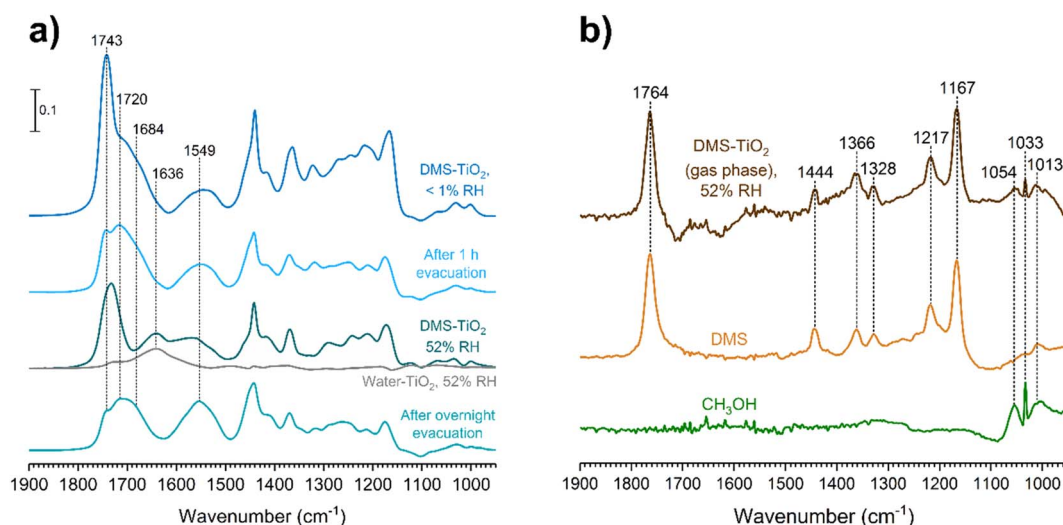 a)
1743
1720
1684
1636
1549
0.1
DMS-TiO₂,
< 1% RH
After 1 h
evacuation
DMS-TiO₂
52% RH
Water-TiO₂, 52% RH
After overnight
evacuation
1900 1800 1700 1600 1500 1400 1300 1200 1100 1000
Wavenumber (cm⁻¹)
b)
1764
1167
1366
1217
1033
1444
1328
1054
1013
DMS-TiO₂
(gas phase),
52% RH
DMS
CH₃OH
1900 1800 1700 1600 1500 1400 1300 1200 1100 1000
Wavenumber (cm⁻¹)